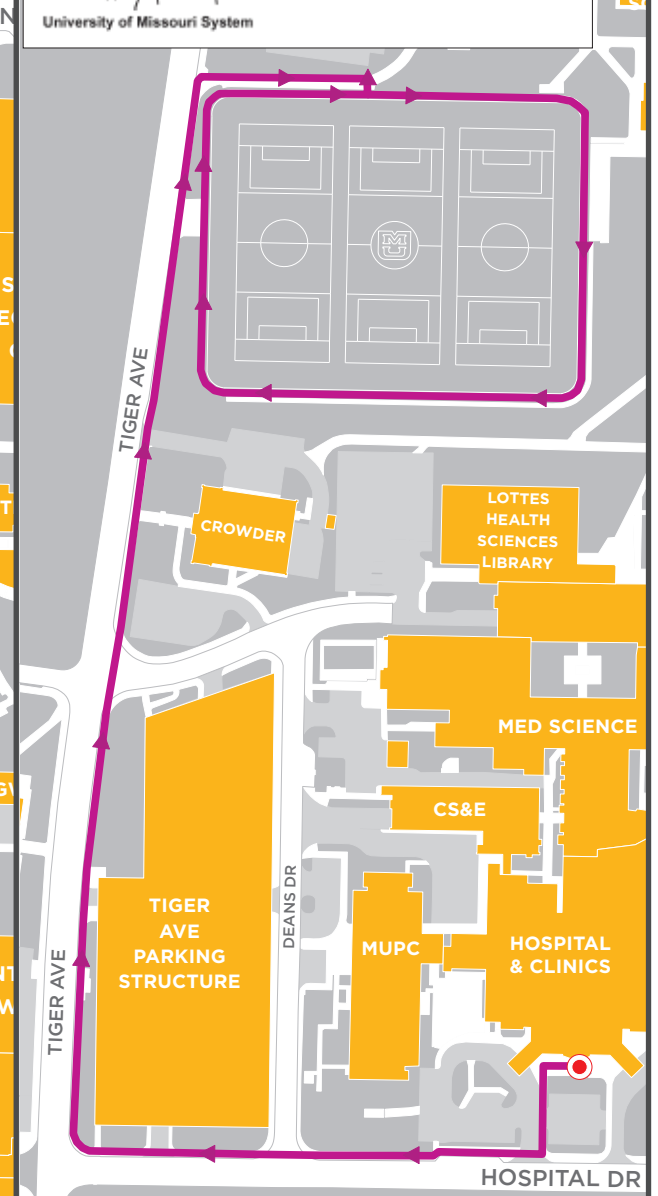 University of Missouri System
TIGER AVE
CROWDER
LOTTES
HEALTH
SCIENCES
LIBRARY
MED SCIENCE
CS&E
TIGER
AVE
PARKING
STRUCTURE
DEANS DR
MUPC
HOSPITAL
& CLINICS
TIGER AVE
HOSPITAL DR